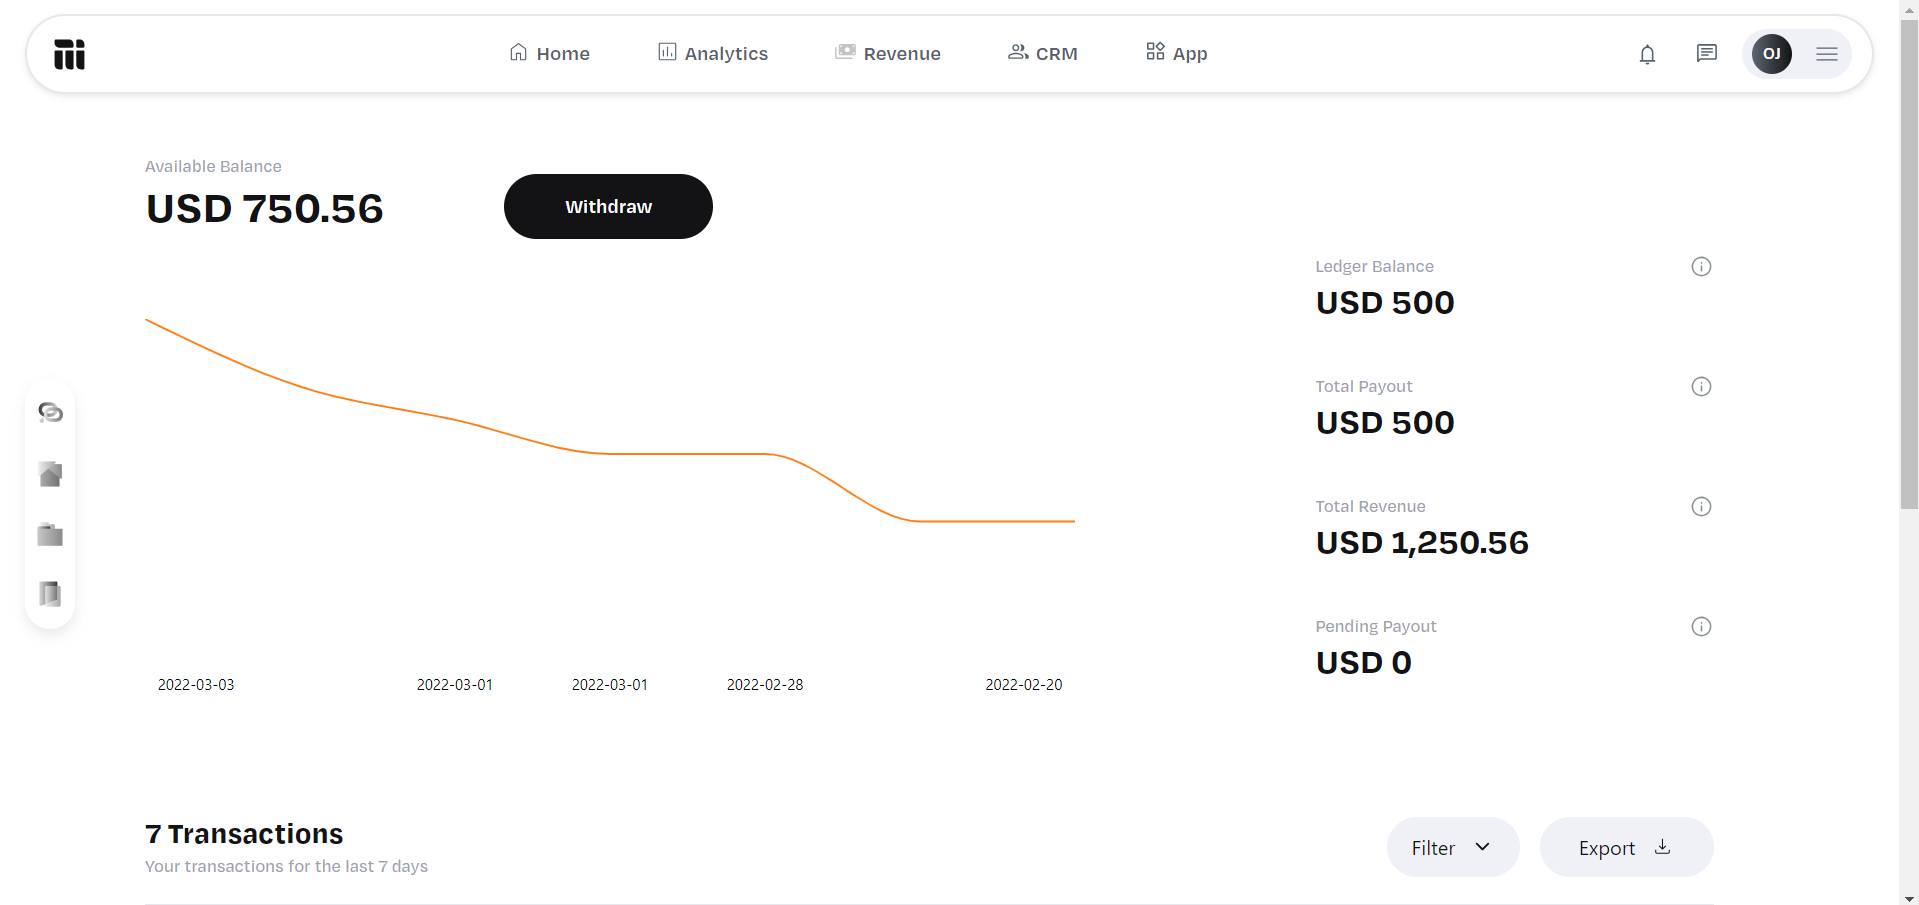 Home
Analytics
Revenue
CRM
App
OJ
Available Balance
USD 750.56
Withdraw
Ledger Balance
USD 500
Total Payout
USD 500
Total Revenue
USD 1,250.56
Pending Payout
USD 0
2022-03-03
2022-03-01
2022-03-01
2022-02-28
2022-02-20
7 Transactions
Your transactions for the last 7 days
Filter
Export